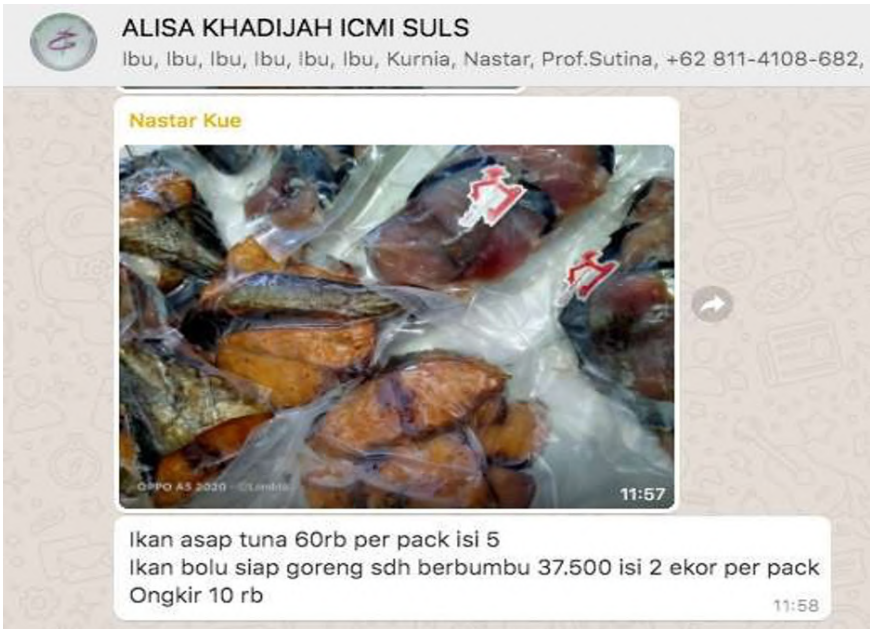 ALISA KHADIJAH ICMI SULS
Ibu, Ibu, Ibu, Ibu, Ibu, Ibu, Kurnia, Nastar, Prof.Sutina, +62 811-4108-682,
Nastar Kue
OPPO A5 2020
11:57
Ikan asap tuna 60rb per pack isi 5
Ikan bolu siap goreng sdh berbumbu 37.500 isi 2 ekor per pack
Ongkir 10 rb
11:58